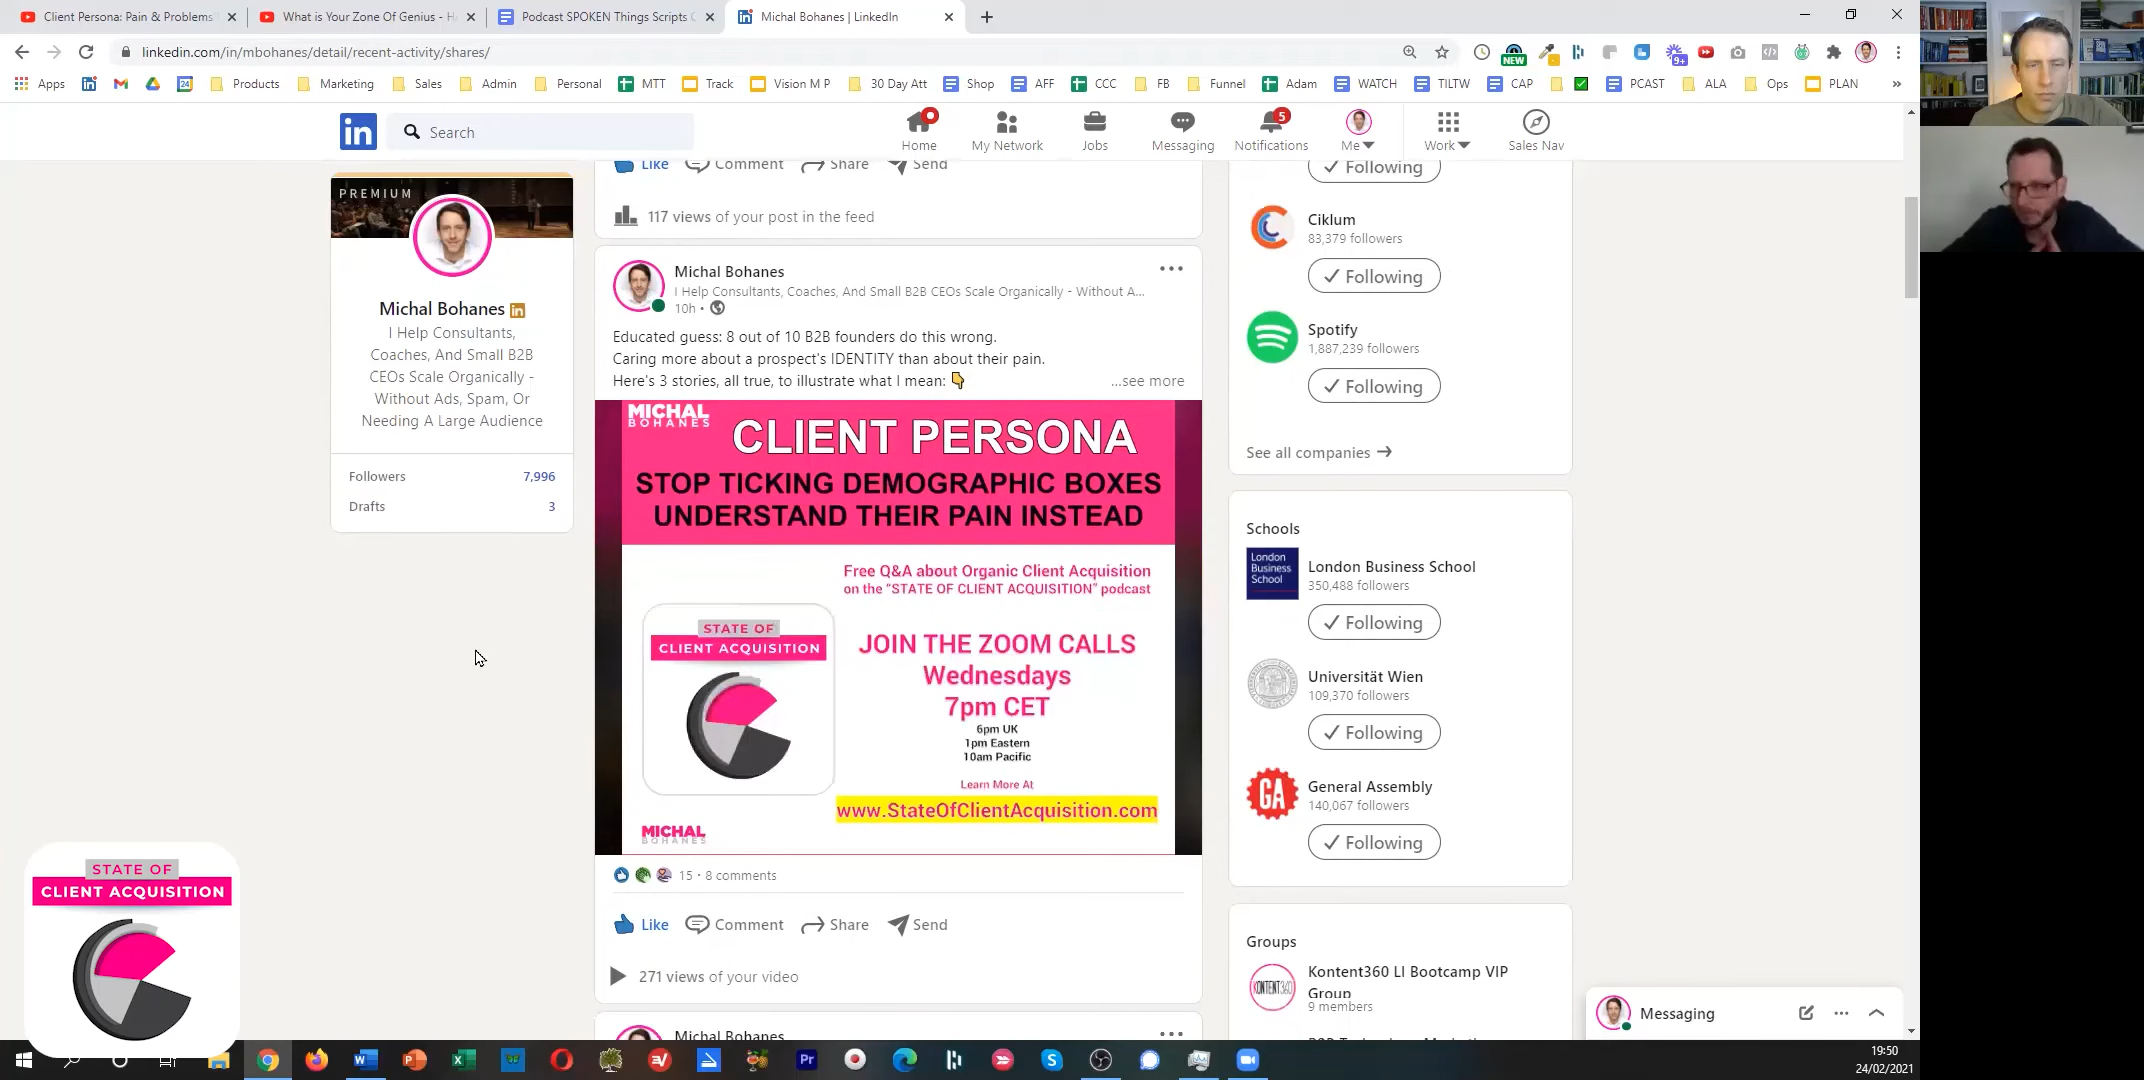 Client Persona: Pain & Problems
What is Your Zone Of Genius - H
Podcast SPOKEN Things Scripts
Michal Bohanes | LinkedIn
linkedin.com/in/mbohanes/detail/recent-activity/shares/
NEW
9+
Apps
24
Products
Marketing
Sales
Admin
Personal
MTT
Track
Vision M P
30 Day Att
Shop
AFF
CCC
FB
Funnel
Adam
WATCH
TILTW
CAP
PCAST
ALA
Ops
PLAN
»
in
Search
Home
My Network
Jobs
Messaging
5
Notifications
Me
Work
Sales Nav
PREMIUM
Michal Bohanes in
I Help Consultants,
Coaches, And Small B2B
CEOs Scale Organically -
Without Ads, Spam, Or
Needing A Large Audience
Followers 7,996
Drafts 3
Like Comment Share Send
117 views of your post in the feed
Michal Bohanes
I Help Consultants, Coaches, And Small B2B CEOs Scale Organically - Without A...
10h •
Educated guess: 8 out of 10 B2B founders do this wrong.
Caring more about a prospect's IDENTITY than about their pain.
Here's 3 stories, all true, to illustrate what I mean:
...see more
MICHAL
BOHANES
CLIENT PERSONA
STOP TICKING DEMOGRAPHIC BOXES
UNDERSTAND THEIR PAIN INSTEAD
Free Q&A about Organic Client Acquisition
on the "STATE OF CLIENT ACQUISITION" podcast
STATE OF
CLIENT ACQUISITION
JOIN THE ZOOM CALLS
Wednesdays
7pm CET
6pm UK
1pm Eastern
10am Pacific
Learn More At
www.StateOfClientAcquisition.com
MICHAL
BOHANES
15 • 8 comments
Like Comment Share Send
271 views of your video
Michal Bohanes
Following
Ciklum
83,379 followers
Following
Spotify
1,887,239 followers
Following
See all companies
Schools
London
Business
School
London Business School
350,488 followers
Following
Universität Wien
109,370 followers
Following
GA
General Assembly
140,067 followers
Following
Groups
KONTENT360
Kontent360 LI Bootcamp VIP
Group
9 members
Messaging
STATE OF
CLIENT ACQUISITION
Pr
19:50
24/02/2021